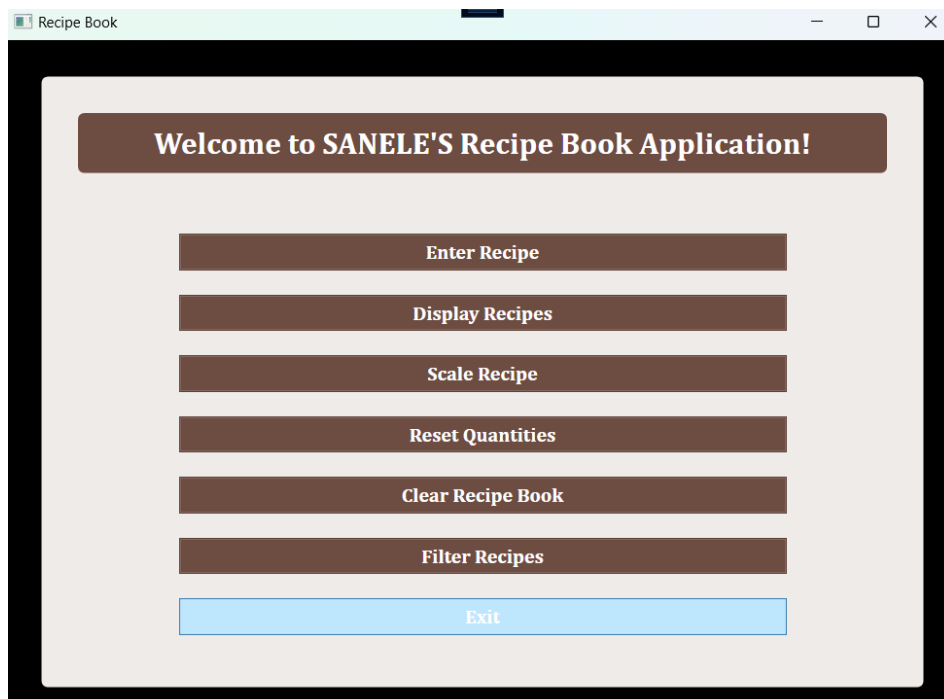 Recipe Book
Welcome to SANELE'S Recipe Book Application!
Enter Recipe
Display Recipes
Scale Recipe
Reset Quantities
Clear Recipe Book
Filter Recipes
Exit